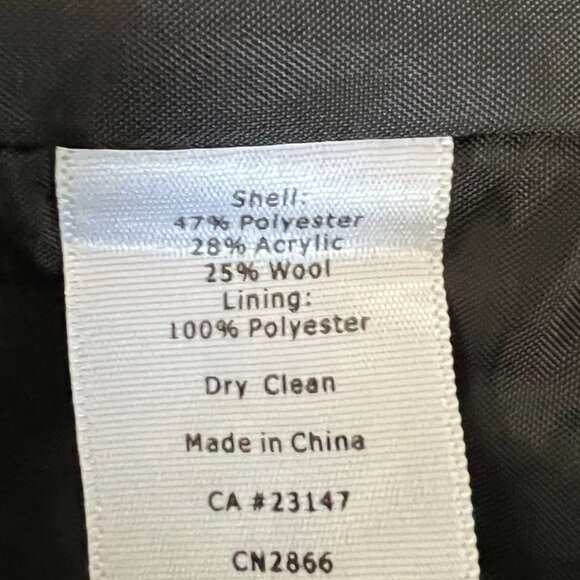 Shell:
47% Polyester
28% Acrylic
25% Wool
Lining:
100% Polyester
Dry Clean
Made in China
CA #23147
CN2866